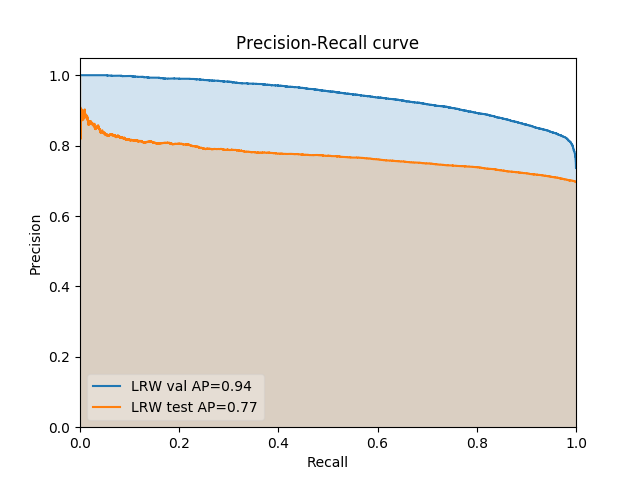 Precision-Recall curve
Precision
1.0
0.8
0.6
0.4
0.2
0.0
LRW val AP=0.94
LRW test AP=0.77
0.0 0.2 0.4 0.6 0.8 1.0
Recall